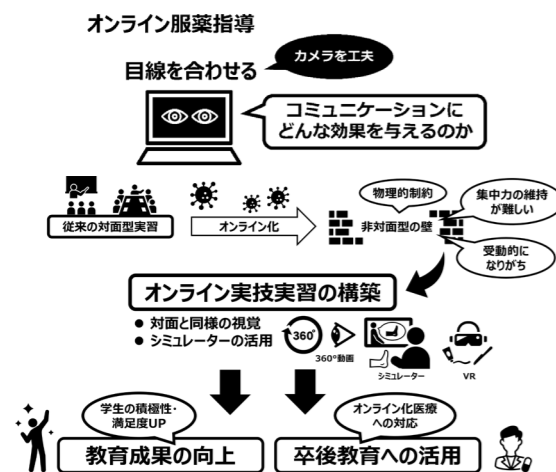 オンライン服薬指導
カメラを工夫
目線を合わせる
コミュニケーションに
どんな効果を与えるのか
物理的制約
集中力の維持
が難しい
従来の対面型実習
オンライン化
非対面型の壁
受動的に
なりがち
オンライン実技実習の構築
● 対面と同様の視覚
● シミュレーターの活用
360°
360°動画
シミュレーター
VR
学生の積極性・
満足度UP
オンライン化医療
への対応
教育成果の向上
卒後教育への活用